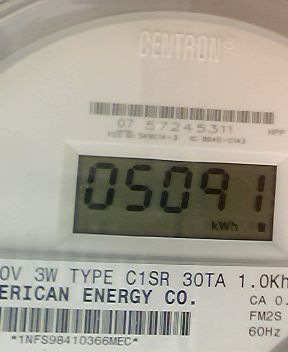 CENTRON®
07 57245311
HPP
05091
kWh
0V 3W TYPE C1SR 30TA 1.0Kh
ERICAN ENERGY CO.
CA 0.
FM2S
60Hz
*1NFS98410366MEC*